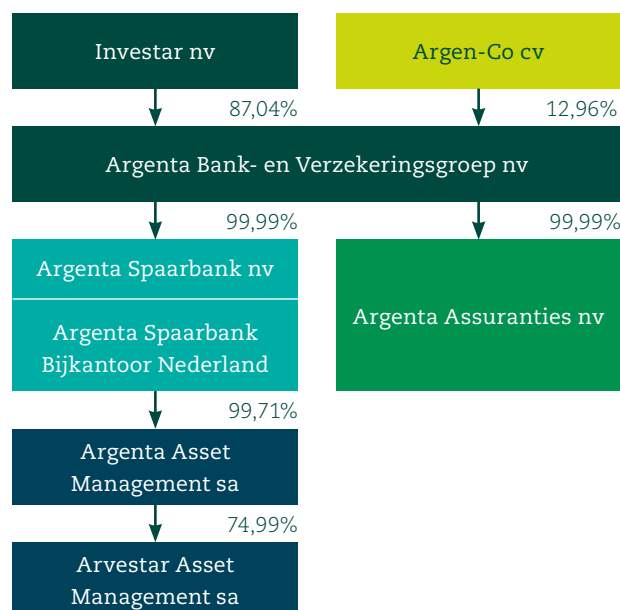 Investar nv
Argen-Co cv
87,04%
12,96%
Argenta Bank- en Verzekeringsgroep nv
99,99%
99,99%
Argenta Spaarbank nv
Argenta Spaarbank
Bijkantoor Nederland
Argenta Assuranties nv
99,71%
Argenta Asset
Management sa
74,99%
Arvestar Asset
Management sa